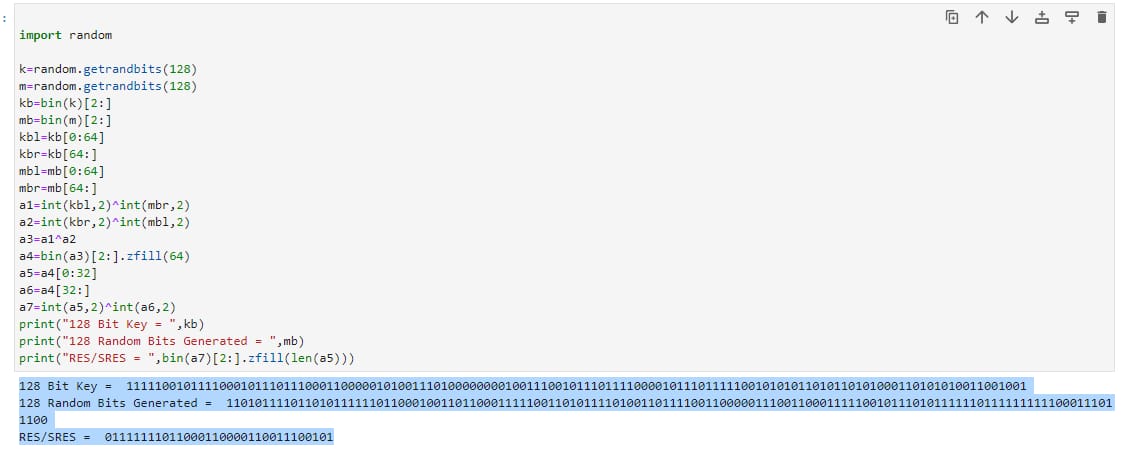 :
import random
k=random.getrandbits(128)
m=random.getrandbits(128)
kb=bin(k)[2:]
mb=bin(m)[2:]
kbl=kb[0:64]
kbr=kb[64:]
mbl=mb[0:64]
mbr=mb[64:]
a1=int(kbl,2)^int(mbr,2)
a2=int(kbr,2)^int(mbl,2)
a3=a1^a2
a4=bin(a3)[2:].zfill(64)
a5=a4[0:32]
a6=a4[32:]
a7=int(a5,2)^int(a6,2)
print("128 Bit Key = ",kb)
print("128 Random Bits Generated = ",mb)
print("RES/SRES = ",bin(a7)[2:].zfill(len(a5)))
128 Bit Key =
128 Random Bits Generated =
1100
RES/SRES =  01111111011000110000110011100101